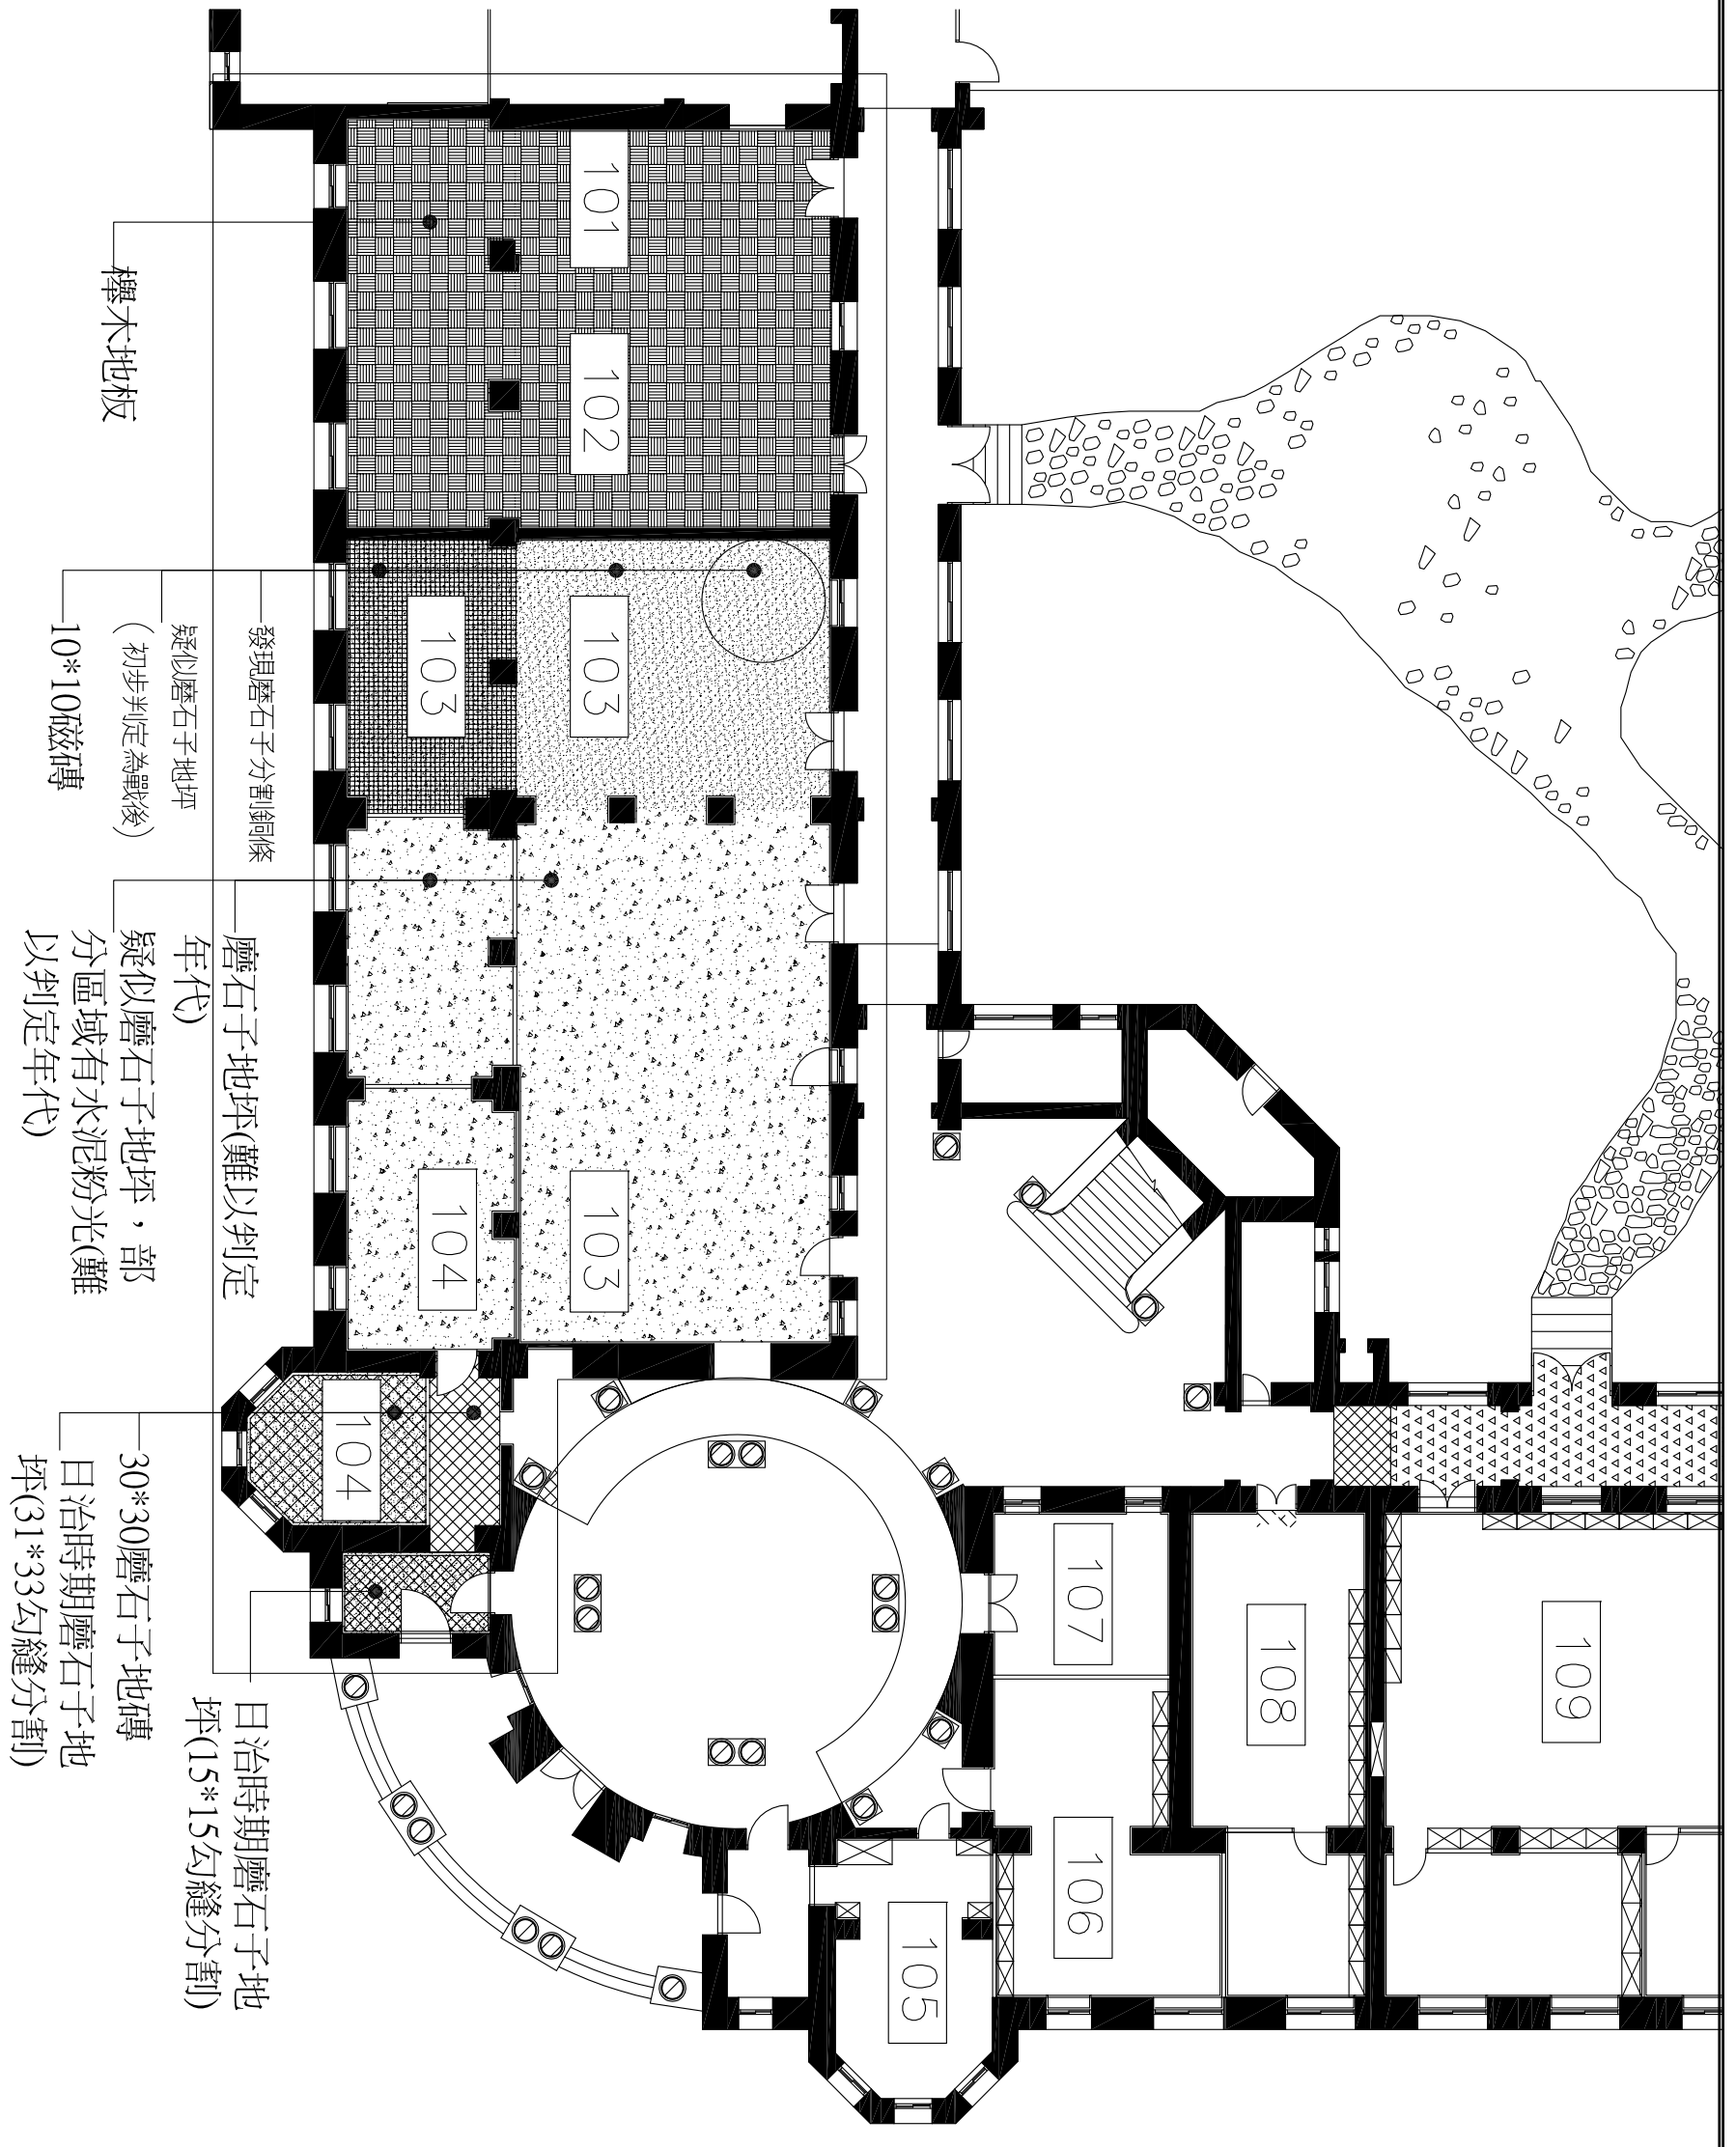 101
102
103
103
103
104
104
105
106
107
108
109
櫸木地板
發現磨石子分割銅條
疑似磨石子地坪
（初步判定為戰後）
10*10磁磚
磨石子地坪(難以判定
年代)
疑似磨石子地坪，部
分區域有水泥粉光(難
以判定年代)
30*30磨石子地磚
日治時期磨石子地
坪(31*33勾縫分割)
日治時期磨石子地
坪(15*15勾縫分割)